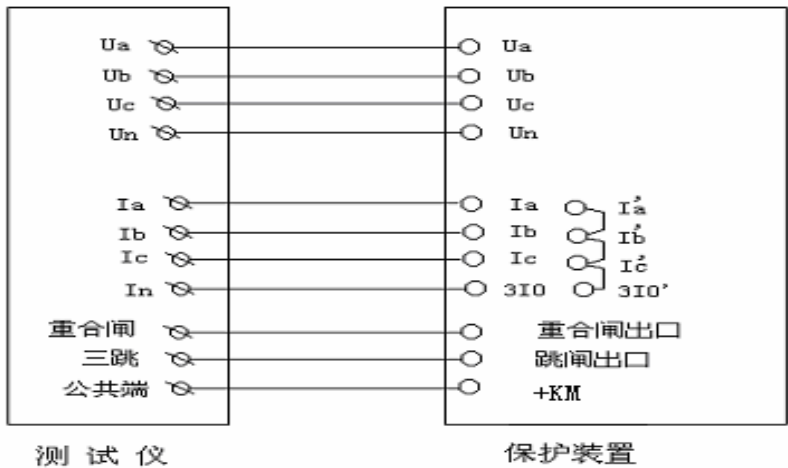 Ua Ua
Ub Ub
Uc Uc
Un Un
Ia Ia I'a
Ib Ib I'b
Ic Ic I'c
In 3I0 3I0'
重合闸 重合闸出口
三跳 跳闸出口
公共端 +KM
测试仪 保护装置